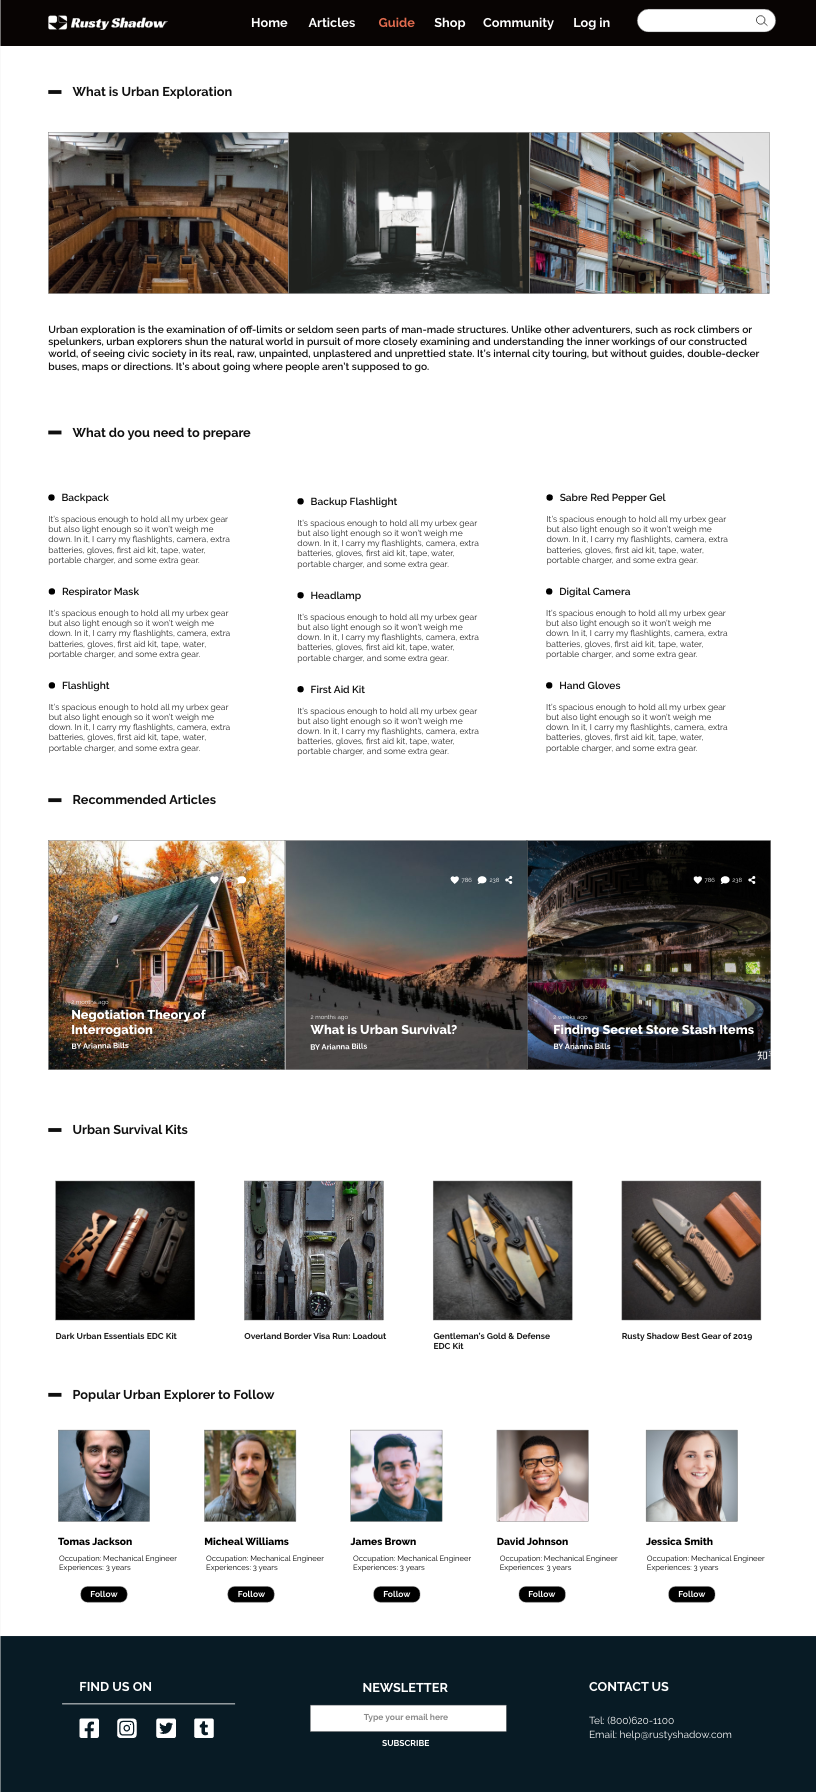 Rusty Shadow
Home
Articles
Guide
Shop
Community
Log in
What is Urban Exploration
Urban exploration is the examination of off-limits or seldom seen parts of man-made structures. Unlike other adventurers, such as rock climbers or
spelunkers, urban explorers shun the natural world in pursuit of more closely examining and understanding the inner workings of our constructed
world, of seeing civic society in its real, raw, unpainted, unplastered and unprettied state. It's internal city touring, but without guides, double-decker
buses, maps or directions. It's about going where people aren't supposed to go.
What do you need to prepare
Backpack
It's spacious enough to hold all my urbex gear
but also light enough so it won't weigh me
down. In it, I carry my flashlights, camera, extra
batteries, gloves, first aid kit, tape, water,
portable charger, and some extra gear.
Respirator Mask
It's spacious enough to hold all my urbex gear
but also light enough so it won't weigh me
down. In it, I carry my flashlights, camera, extra
batteries, gloves, first aid kit, tape, water,
portable charger, and some extra gear.
Flashlight
It's spacious enough to hold all my urbex gear
but also light enough so it won't weigh me
down. In it, I carry my flashlights, camera, extra
batteries, gloves, first aid kit, tape, water,
portable charger, and some extra gear.
Backup Flashlight
It's spacious enough to hold all my urbex gear
but also light enough so it won't weigh me
down. In it, I carry my flashlights, camera, extra
batteries, gloves, first aid kit, tape, water,
portable charger, and some extra gear.
Headlamp
It's spacious enough to hold all my urbex gear
but also light enough so it won't weigh me
down. In it, I carry my flashlights, camera, extra
batteries, gloves, first aid kit, tape, water,
portable charger, and some extra gear.
First Aid Kit
It's spacious enough to hold all my urbex gear
but also light enough so it won't weigh me
down. In it, I carry my flashlights, camera, extra
batteries, gloves, first aid kit, tape, water,
portable charger, and some extra gear.
Sabre Red Pepper Gel
It's spacious enough to hold all my urbex gear
but also light enough so it won't weigh me
down. In it, I carry my flashlights, camera, extra
batteries, gloves, first aid kit, tape, water,
portable charger, and some extra gear.
Digital Camera
It's spacious enough to hold all my urbex gear
but also light enough so it won't weigh me
down. In it, I carry my flashlights, camera, extra
batteries, gloves, first aid kit, tape, water,
portable charger, and some extra gear.
Hand Gloves
It's spacious enough to hold all my urbex gear
but also light enough so it won't weigh me
down. In it, I carry my flashlights, camera, extra
batteries, gloves, first aid kit, tape, water,
portable charger, and some extra gear.
Recommended Articles
2 months ago
Negotiation Theory of
Interrogation
BY Arianna Bills
786 238
2 months ago
What is Urban Survival?
BY Arianna Bills
786 238
2 weeks ago
Finding Secret Store Stash Items
BY Arianna Bills
知
Urban Survival Kits
Dark Urban Essentials EDC Kit
Overland Border Visa Run: Loadout
Gentleman's Gold & Defense
EDC Kit
Rusty Shadow Best Gear of 2019
Popular Urban Explorer to Follow
Tomas Jackson
Occupation: Mechanical Engineer
Experiences: 3 years
Follow
Micheal Williams
Occupation: Mechanical Engineer
Experiences: 3 years
Follow
James Brown
Occupation: Mechanical Engineer
Experiences: 3 years
Follow
David Johnson
Occupation: Mechanical Engineer
Experiences: 3 years
Follow
Jessica Smith
Occupation: Mechanical Engineer
Experiences: 3 years
Follow
FIND US ON
NEWSLETTER
Type your email here
SUBSCRIBE
CONTACT US
Tel: (800)620-1100
Email: help@rustyshadow.com